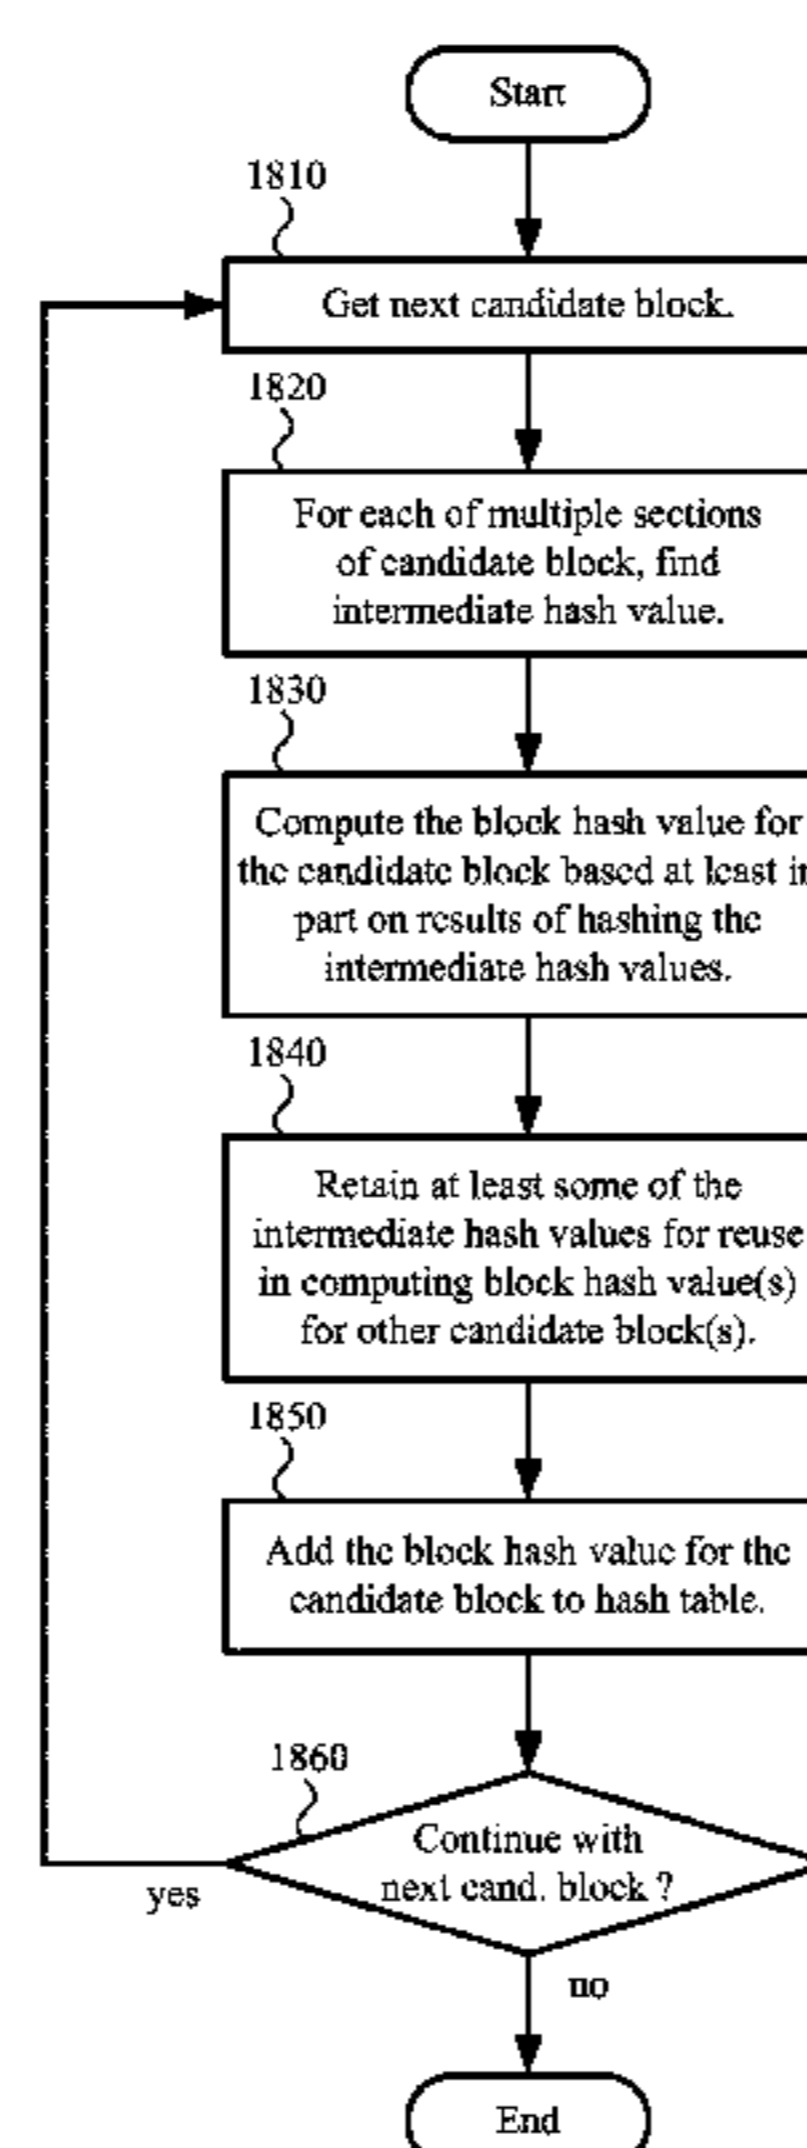 Start
1810
Get next candidate block.
1820
For each of multiple sections
of candidate block, find
intermediate hash value.
1830
Compute the block hash value for
the candidate block based at least in
part on results of hashing the
intermediate hash values.
1840
Retain at least some of the
intermediate hash values for reuse
in computing block hash value(s)
for other candidate block(s).
1850
Add the block hash value for the
candidate block to hash table.
1860
Continue with
next cand. block ?
yes
no
End